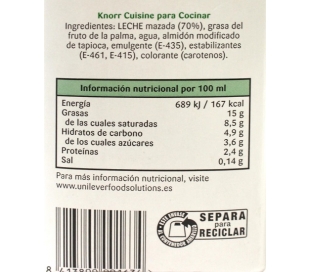 Knorr Cuisine para Cocinar
Ingredientes: LECHE mazada (70%), grasa del
fruto de la palma, agua, almidón modificado
de tapioca, emulgente (E-435), estabilizantes
(E-461, E-415), colorante (carotenos).
Información nutricional por 100 ml
Energía 689 kJ / 167 kcal
Grasas 15 g
de las cuales saturadas 8,5 g
Hidratos de carbono 4,9 g
de los cuales azúcares 3,6 g
Proteínas 2,4 g
Sal 0,14 g
Para más información nutricional, visite
www.unileverfoodsolutions.es
SEPARA
para
RECICLAR